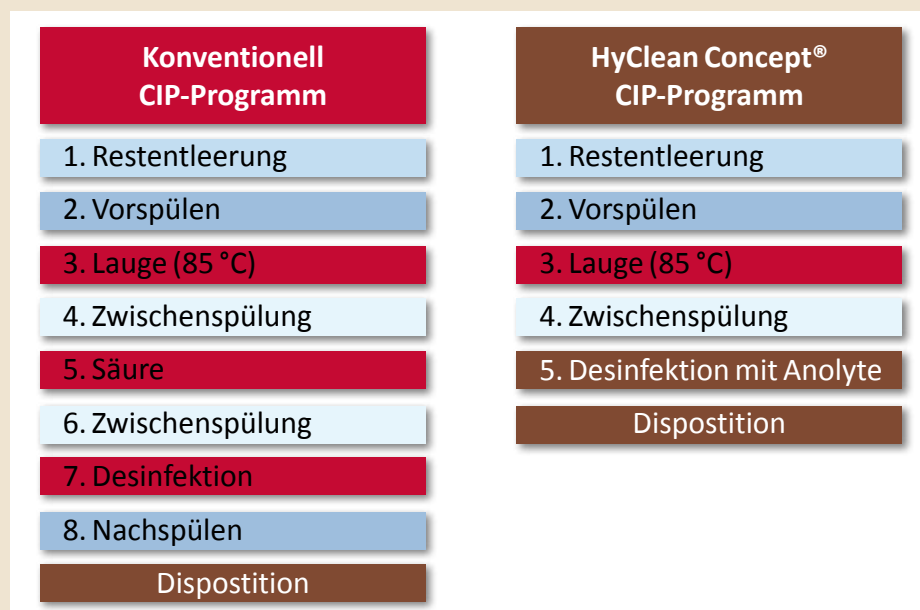 Konventionell
CIP-Programm
1. Restentleerung
2. Vorspülen
3. Lauge (85 °C)
4. Zwischenspülung
5. Säure
6. Zwischenspülung
7. Desinfektion
8. Nachspülen
Dispostition
HyClean Concept®
CIP-Programm
1. Restentleerung
2. Vorspülen
3. Lauge (85 °C)
4. Zwischenspülung
5. Desinfektion mit Anolyte
Dispostition